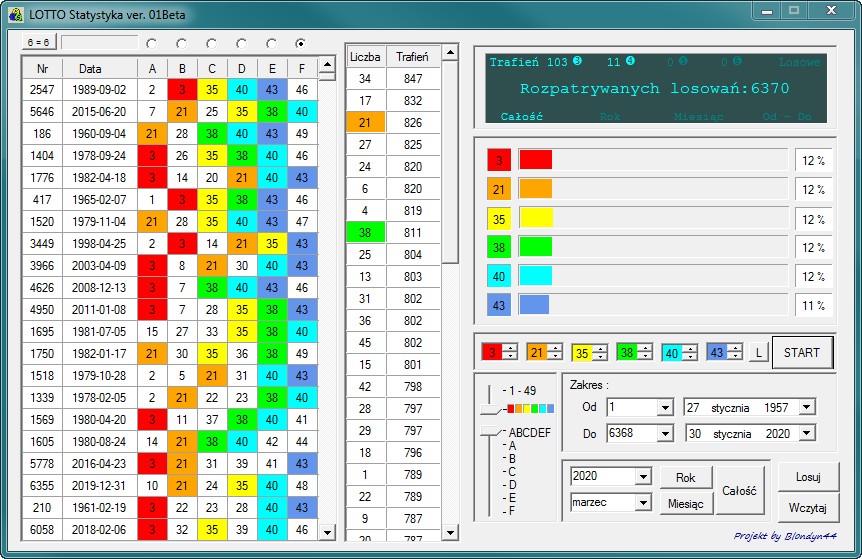 LOTTO Statystyka ver. 01Beta
6 = 6
Nr Data A B C D E F
2547 1989-09-02 2 3 35 40 43 46
5646 2015-06-20 7 21 25 35 38 40
186 1960-09-04 21 28 38 40 43 49
1404 1978-09-24 3 26 35 38 40 46
1776 1982-04-18 3 14 20 21 40 43
417 1965-02-07 1 3 35 38 43 46
1520 1979-11-04 21 28 35 40 43 47
3449 1998-04-25 2 3 14 21 35 43
3966 2003-04-09 3 8 21 30 40 43
4626 2008-12-13 3 7 38 40 43 46
4950 2011-01-08 3 7 28 35 38 43
1695 1981-07-05 15 27 33 35 38 40
1750 1982-01-17 21 30 35 36 38 49
1518 1979-10-28 2 5 21 31 40 43
1339 1978-02-05 2 21 22 23 38 40
1569 1980-04-20 3 11 37 38 40 41
1605 1980-08-24 14 21 38 40 42 44
5778 2016-04-23 3 21 31 39 41 43
6355 2019-12-31 10 21 24 35 40 48
210 1961-02-19 3 22 23 28 40 43
6058 2018-02-06 3 32 35 39 40 46
Liczba Trafień
34 847
17 832
21 826
27 825
24 820
6 820
4 819
38 811
25 804
13 803
31 802
36 802
45 802
15 801
42 798
28 797
29 797
18 796
1 789
22 789
9 787
20 787
Trafień 103 3 11 4 0 5 0 6 Losowe
Rozpatrywanych losowań:6370
Całość Rok Miesiąc Od - Do
3 12 %
21 12 %
35 12 %
38 12 %
40 12 %
43 11 %
3 21 35 38 40 43 L START
- 1 - 49
- ABCDEF
- A
- B
- C
- D
- E
- F
Zakres :
Od 1 27 stycznia 1957
Do 6368 30 stycznia 2020
2020 Rok
marzec Miesiąc
Całość
Losuj
Wczytaj
Projekt by Blondyn44